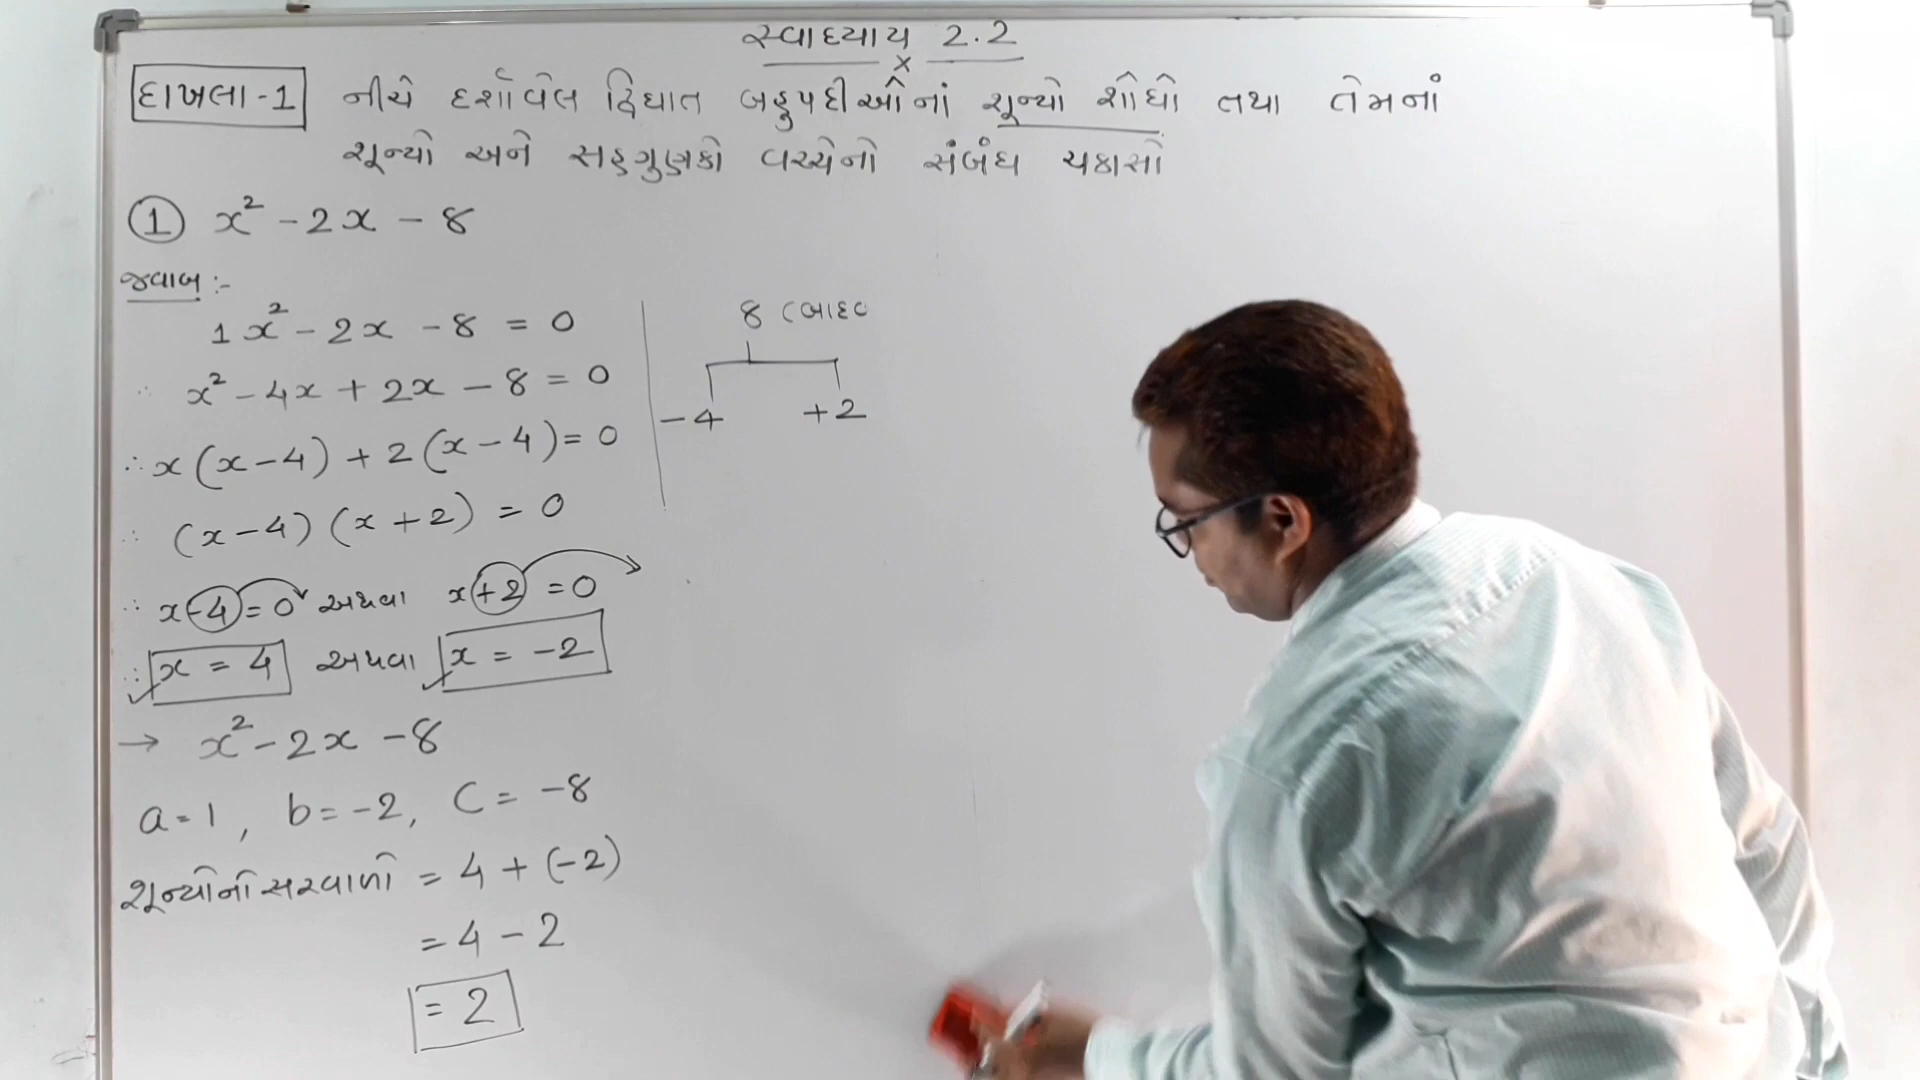 સ્વાધ્યાય 2.2
x
દાખલા-1 નીચે દર્શાવેલ દ્વિઘાત બહુપદીઓનાં શૂન્યો શોધો તથા તેમનાં
શૂન્યો અને સહગુણકો વચ્ચેનો સંબંધ ચકાસો
① x² - 2x - 8
જવાબ :-
1x² - 2x - 8 = 0
∴ x² - 4x + 2x - 8 = 0
∴ x(x-4) + 2(x-4) = 0
∴ (x-4) (x+2) = 0
∴ x-4=0 અથવા x+2=0
∴ x = 4 અથવા x = -2
→ x² - 2x - 8
a=1, b=-2, C=-8
શૂન્યોનો સરવાળો = 4 + (-2)
= 4 - 2
= 2
8 (બાદ
-4 +2